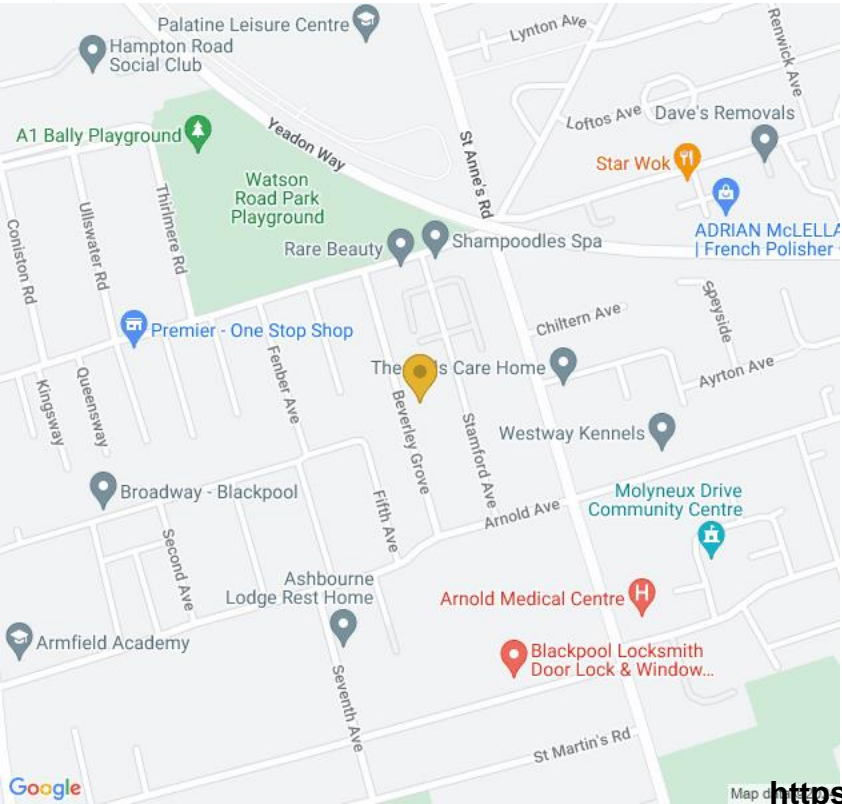 Palatine Leisure Centre
Hampton Road
Social Club
Lynton Ave
Renwick Ave
Loftos Ave
Dave's Removals
A1 Bally Playground
Yeadon Way
St Anne's Rd
Star Wok
Watson
Road Park
Playground
Thirlmere Rd
Ullswater Rd
Coniston Rd
ADRIAN McLELLA
| French Polisher
Rare Beauty
Shampoodles Spa
Speyside
Chiltern Ave
Premier - One Stop Shop
Fenber Ave
s Care Home
Ayrton Ave
Kingsway
Queensway
Beverley Grove
Stamford Ave
Westway Kennels
Broadway - Blackpool
Molyneux Drive
Community Centre
Fifth Ave
Arnold Ave
Second Ave
Ashbourne
Lodge Rest Home
Arnold Medical Centre
Armfield Academy
Blackpool Locksmith
Door Lock & Window...
Seventh Ave
St Martin's Rd
Google
Map
https